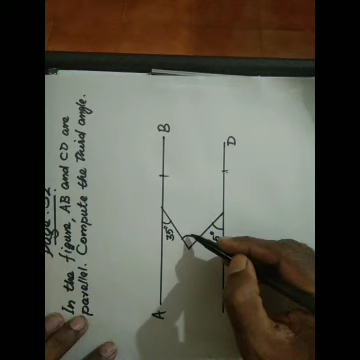 In the figure, AB and CD are
parallel. Compute the Third angle.
A
B
35°
D